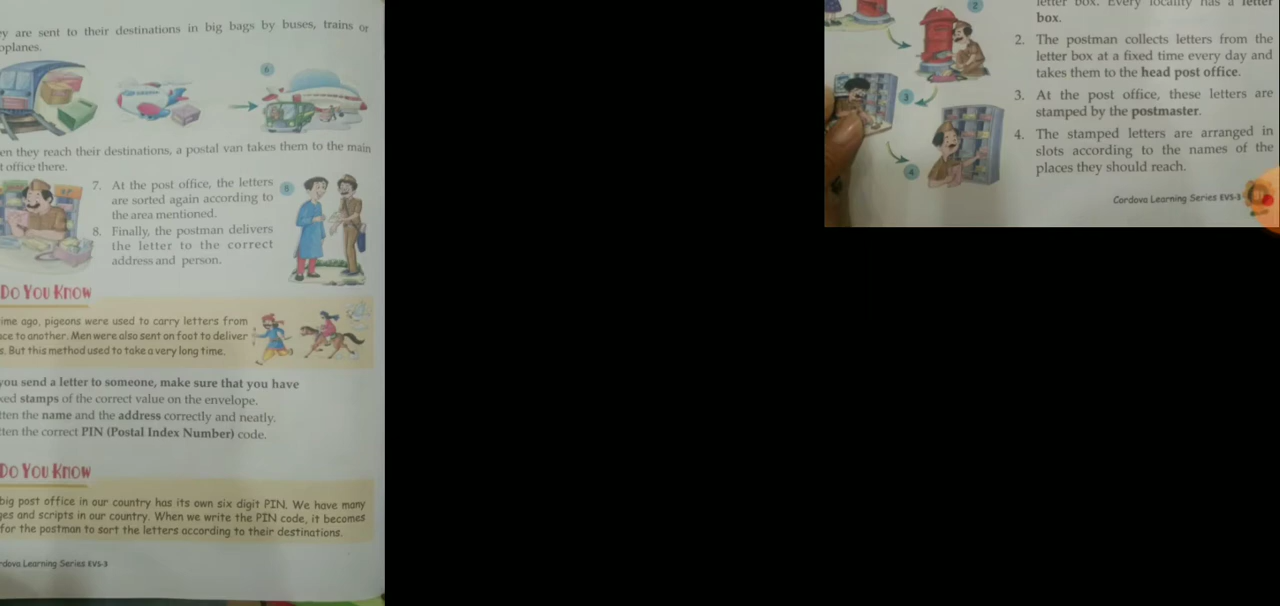 are sent to their destinations in big bags by buses, trains or
they reach their destinations, a postal van takes them to the main
office there.
7. At the post office, the letters
are sorted again according to
the area mentioned.
8. Finally, the postman delivers
the letter to the correct
address and person.
6
8
DO YOU KNOW
ago, pigeons were used to carry letters from
to another. Men were also sent on foot to deliver
But this method used to take a very long time.
you send a letter to someone, make sure that you have
stamps of the correct value on the envelope.
the name and the address correctly and neatly.
the correct PIN (Postal Index Number) code.
DO YOU KNOW
big post office in our country has its own six digit PIN. We have many
and scripts in our country. When we write the PIN code, it becomes
for the postman to sort the letters according to their destinations.
Learning Series EVS-3
letter box. Every locality has a letter
box.
2. The postman collects letters from the
letter box at a fixed time every day and
takes them to the head post office.
3. At the post office, these letters are
stamped by the postmaster.
4. The stamped letters are arranged in
slots according to the names of the
places they should reach.
2
3
4
Cordova Learning Series EVS-3